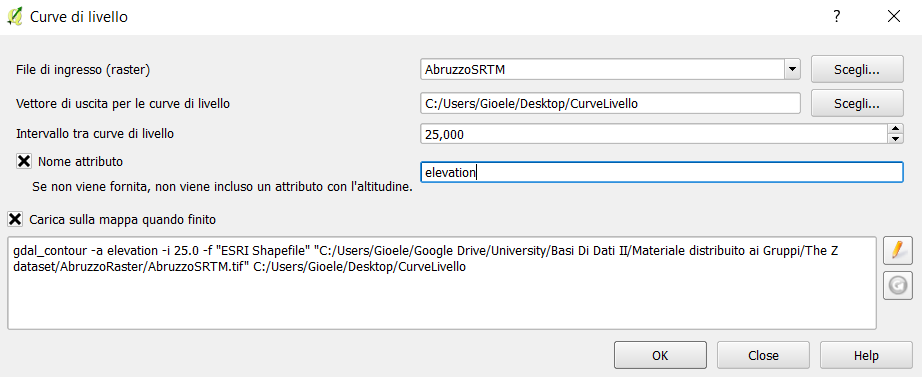 Curve di livello
?
File di ingresso (raster)
AbruzzoSRTM
Scegli...
Vettore di uscita per le curve di livello
C:/Users/Gioele/Desktop/CurveLivello
Scegli...
Intervallo tra curve di livello
25,000
Nome attributo
elevation
Se non viene fornita, non viene incluso un attributo con l'altitudine.
Carica sulla mappa quando finito
gdal_contour -a elevation -i 25.0 -f "ESRI Shapefile" "C:/Users/Gioele/Google Drive/University/Basi Di Dati II/Materiale distribuito ai Gruppi/The Z
dataset/AbruzzoRaster/AbruzzoSRTM.tif" C:/Users/Gioele/Desktop/CurveLivello
OK
Close
Help